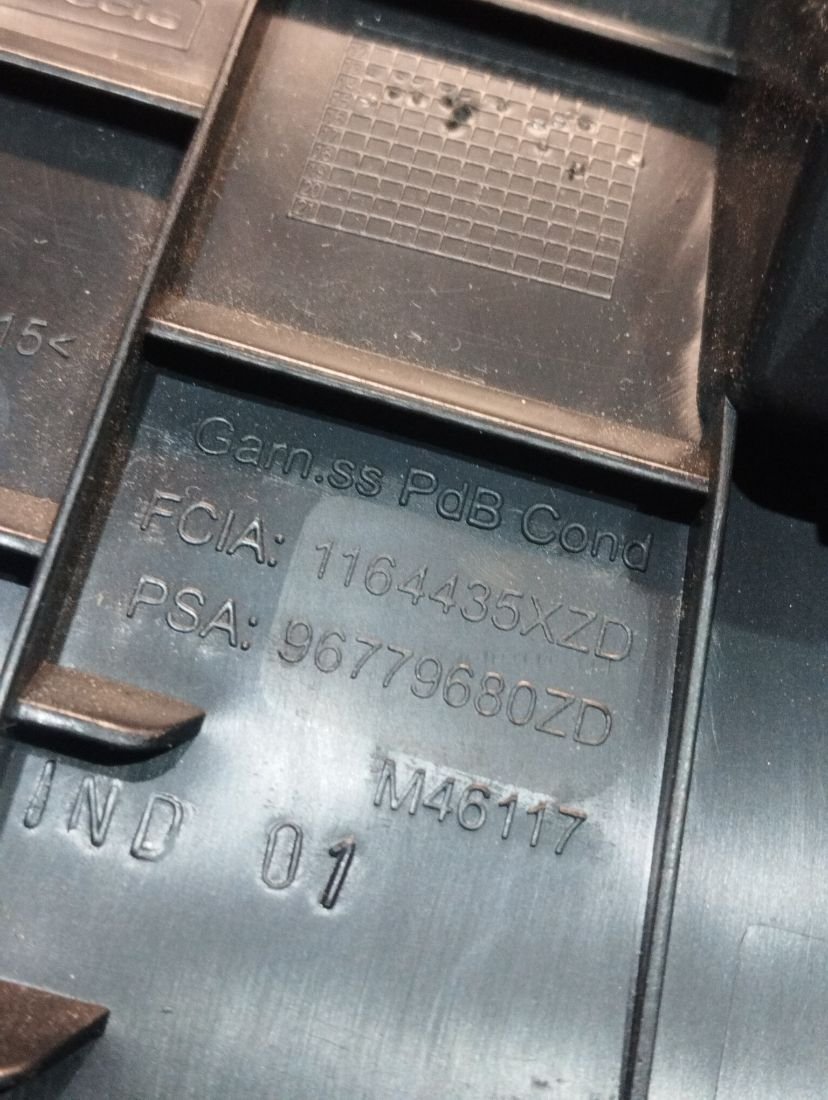 15<
Garn.ss PdB Cond
FCIA: 1164435XZD
PSA: 96779680ZD
M46117
IND 01